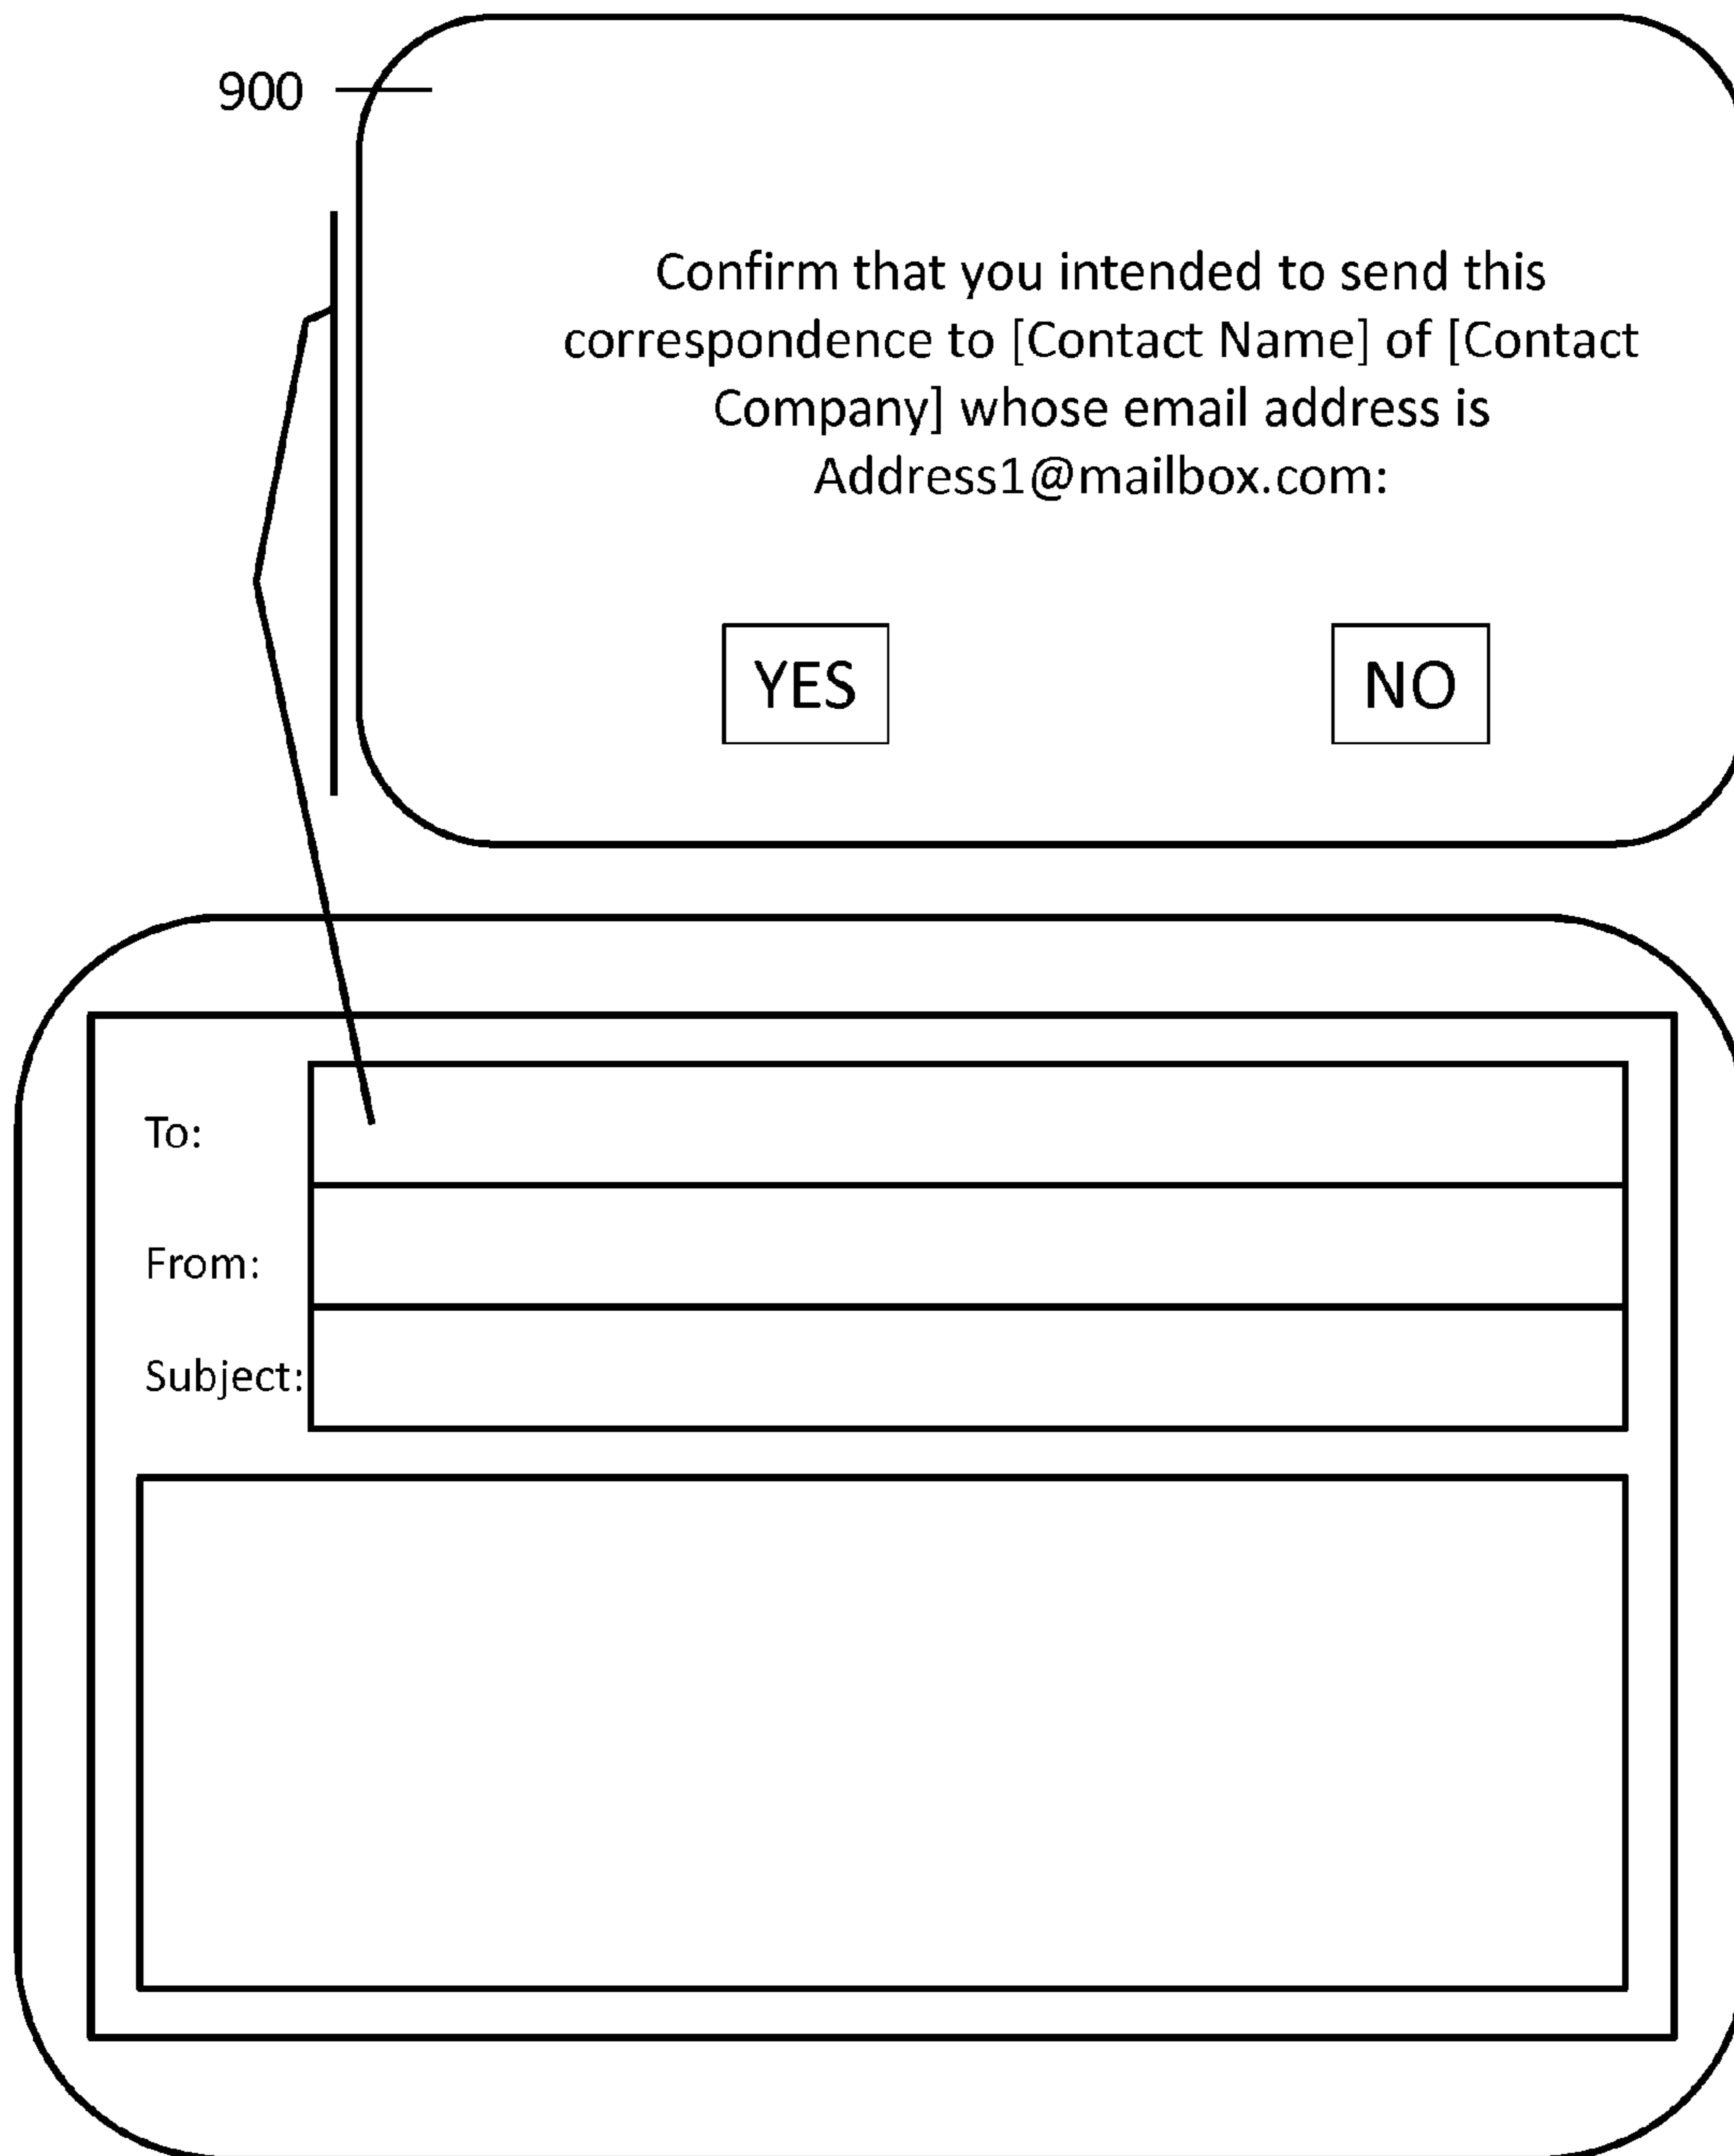 900
Confirm that you intended to send this
correspondence to [Contact Name] of [Contact
Company] whose email address is
Address1@mailbox.com:
YES NO
To:
From:
Subject: